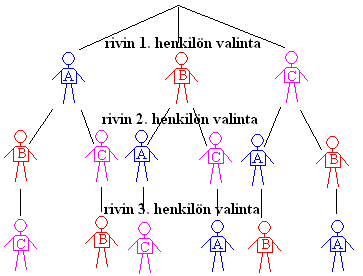 rivin 1. henkilön valinta
A B C
rivin 2. henkilön valinta
B C A C A B
rivin 3. henkilön valinta
C B C A B A